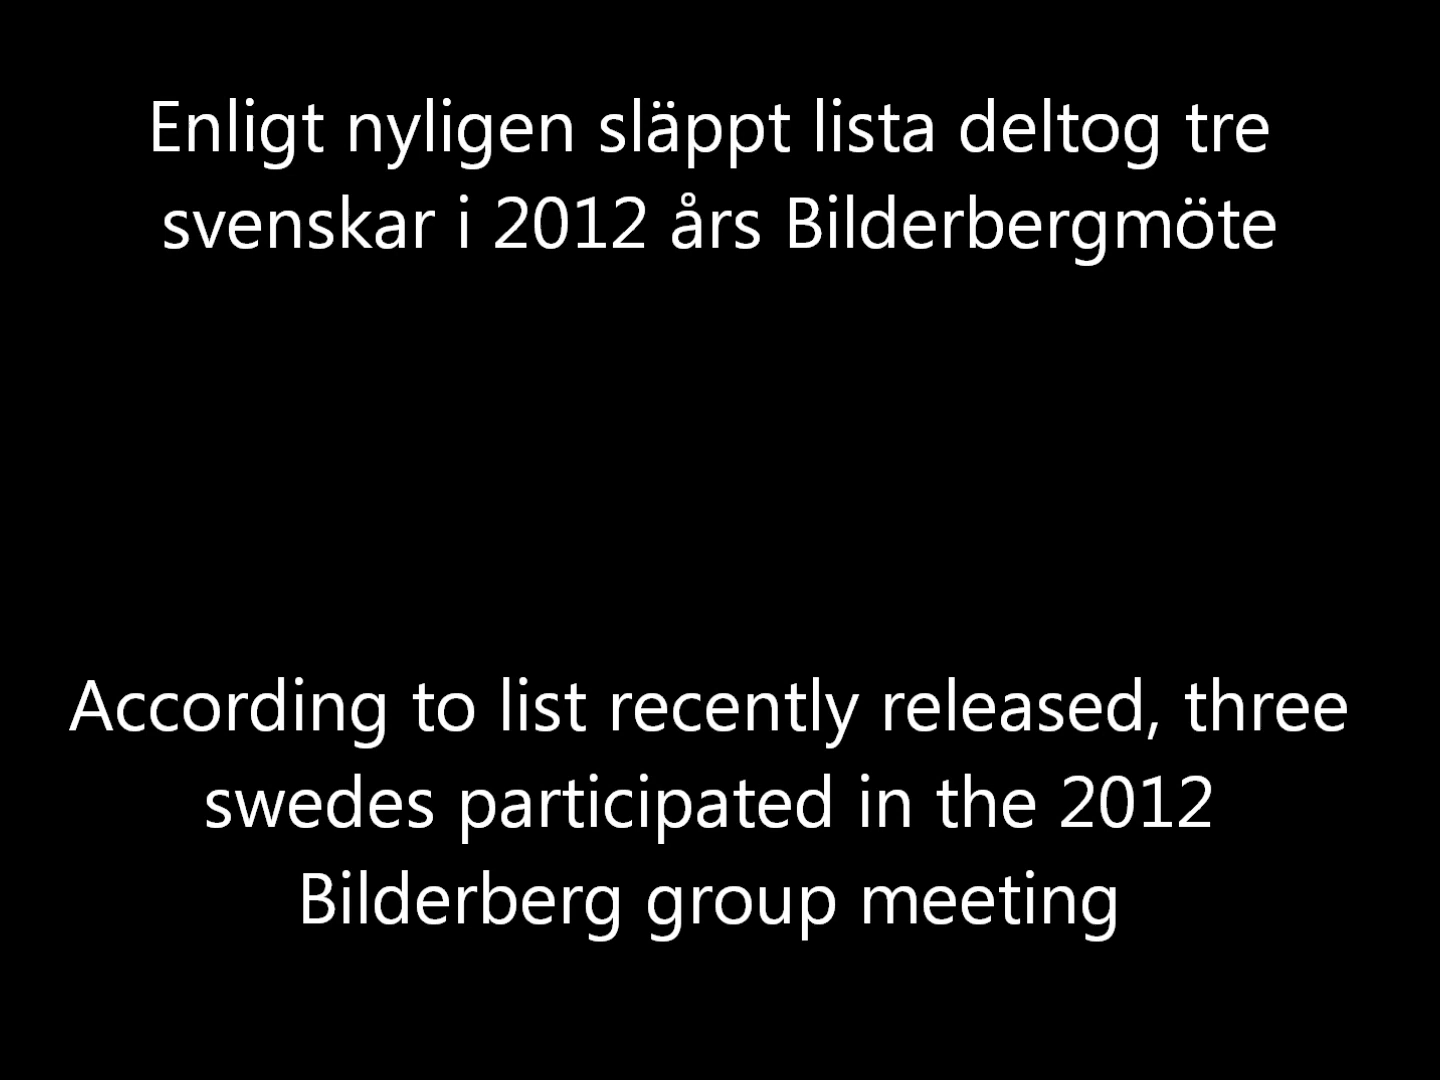 Enligt nyligen släppt lista deltog tre
svenskar i 2012 års Bilderbergmöte
According to list recently released, three
swedes participated in the 2012
Bilderberg group meeting